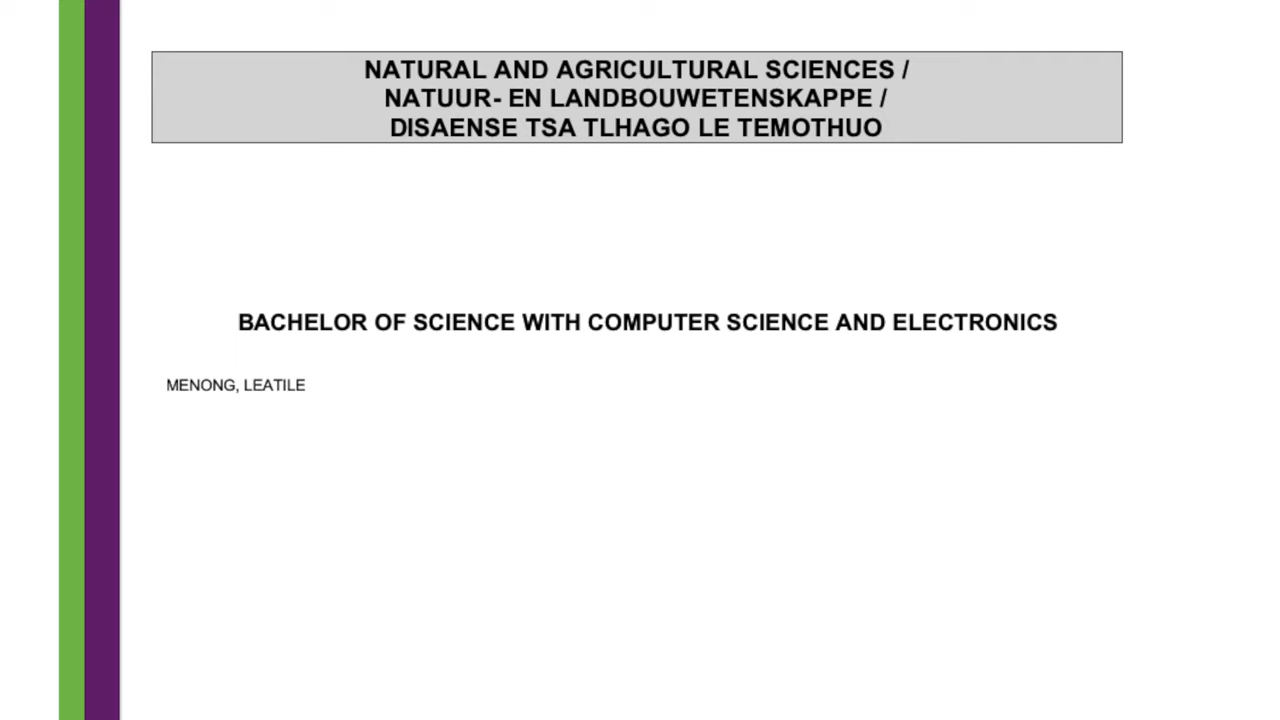 NATURAL AND AGRICULTURAL SCIENCES /
NATUUR- EN LANDBOUWETENSKAPPE /
DISAENSE TSA TLHAGO LE TEMOTHUO
BACHELOR OF SCIENCE WITH COMPUTER SCIENCE AND ELECTRONICS
MENONG, LEATILE